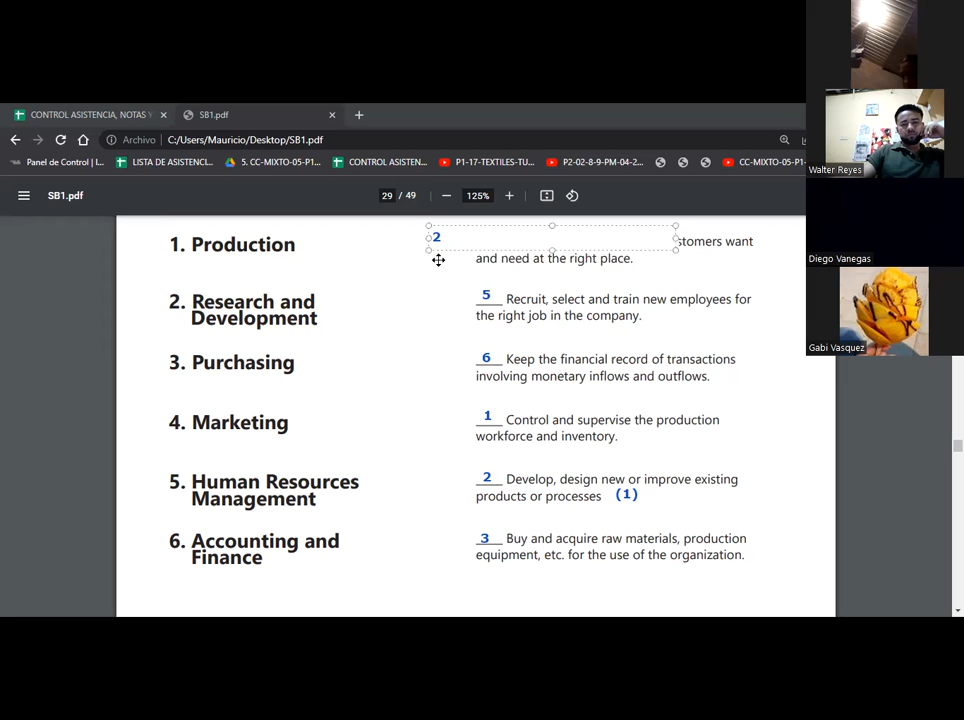 CONTROL ASISTENCIA, NOTAS Y
SB1.pdf
Archivo
C:/Users/Mauricio/Desktop/SB1.pdf
Panel de Control | I...
LISTA DE ASISTENCI...
5. CC-MIXTO-05-P1...
CONTROL ASISTEN...
P1-17-TEXTILES-TU...
P2-02-8-9-PM-04-2...
CC-MIXTO-05-P1-
SB1.pdf
29 / 49
125%
1. Production
2
stomers want
and need at the right place.
2. Research and
Development
5 Recruit, select and train new employees for
the right job in the company.
3. Purchasing
6 Keep the financial record of transactions
involving monetary inflows and outflows.
4. Marketing
1 Control and supervise the production
workforce and inventory.
5. Human Resources
Management
2 Develop, design new or improve existing
products or processes (1)
6. Accounting and
Finance
3 Buy and acquire raw materials, production
equipment, etc. for the use of the organization.
Walter Reyes
Diego Vanegas
Gabi Vasquez